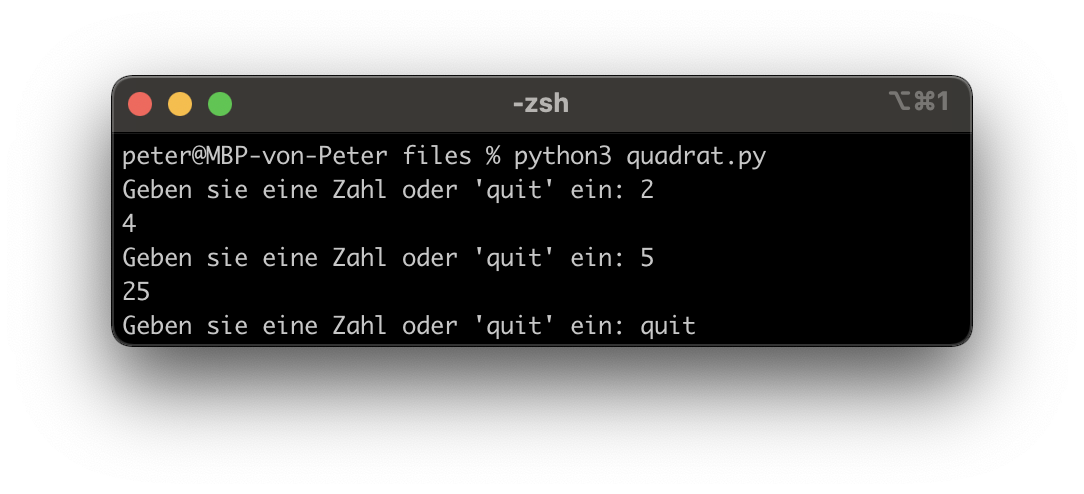 -zsh
⌥⌘1
peter@MBP-von-Peter files % python3 quadrat.py
Geben sie eine Zahl oder 'quit' ein: 2
4
Geben sie eine Zahl oder 'quit' ein: 5
25
Geben sie eine Zahl oder 'quit' ein: quit